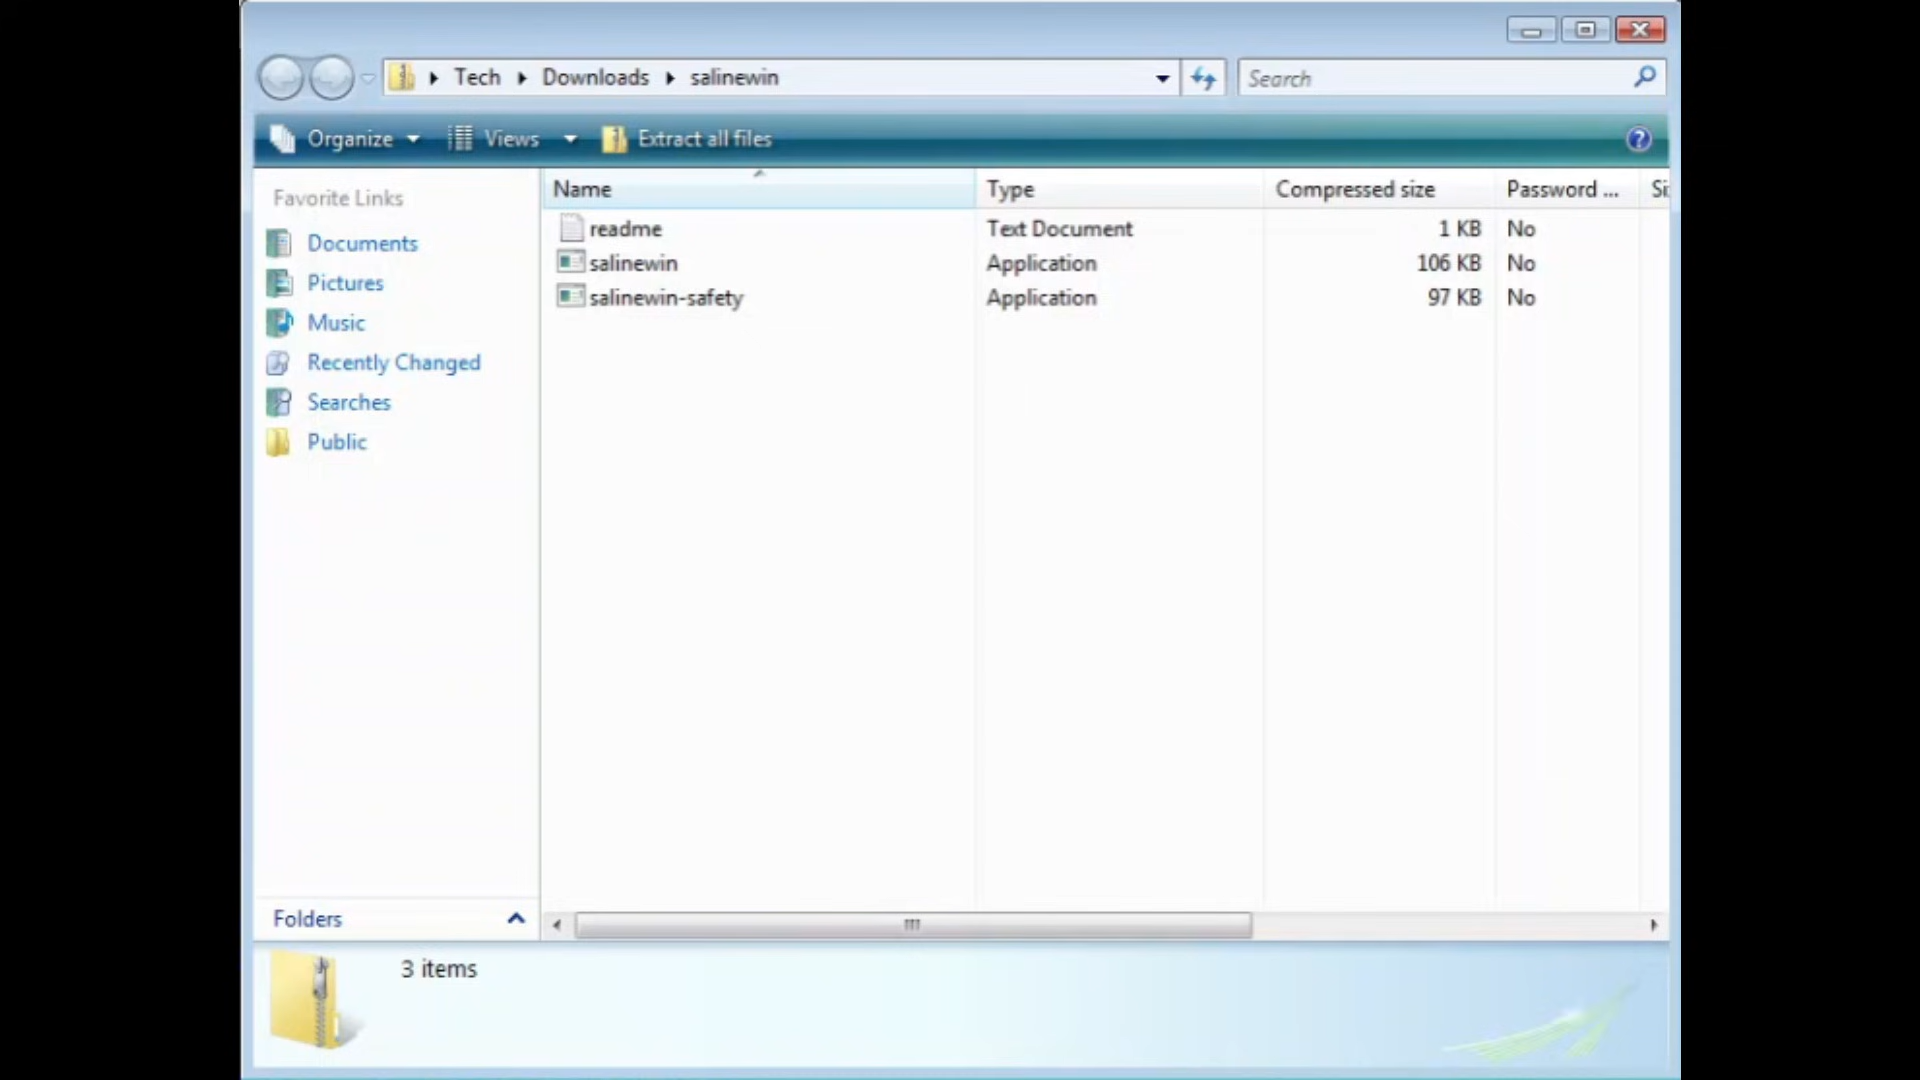 Tech Downloads salinewin
Search
Organize Views Extract all files
Favorite Links
Documents
Pictures
Music
Recently Changed
Searches
Public
Folders
Name Type Compressed size Password ... Si
readme Text Document 1 KB No
salinewin Application 106 KB No
salinewin-safety Application 97 KB No
3 items